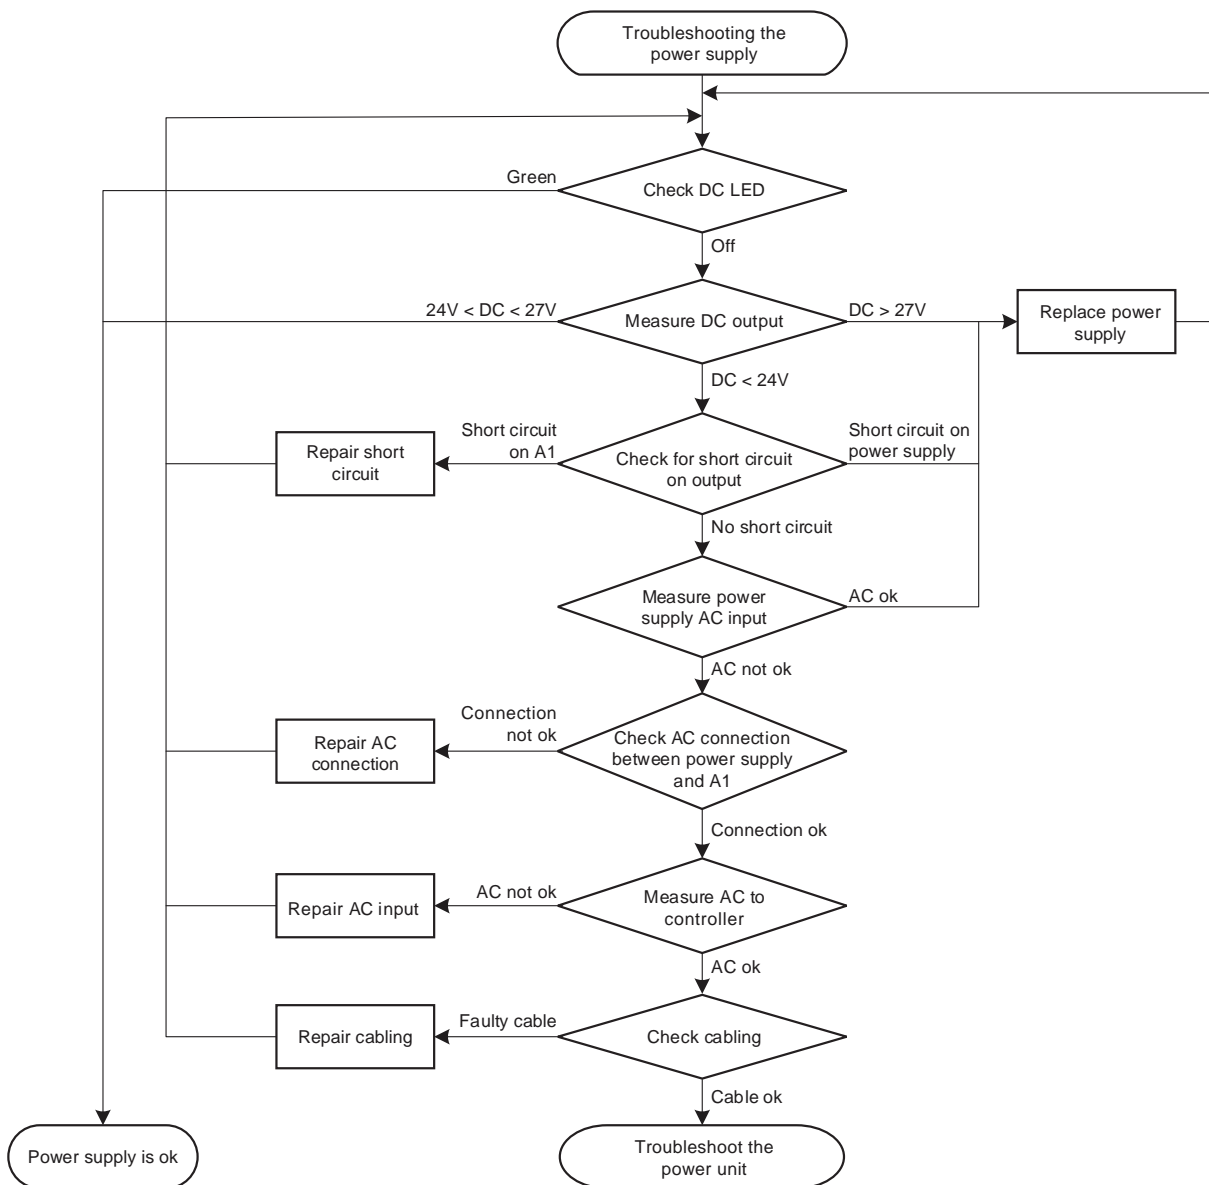 Troubleshooting the
power supply
Green
Check DC LED
Off
24V < DC < 27V
Measure DC output
DC > 27V
Replace power
supply
DC < 24V
Repair short
circuit
Short circuit
on A1
Check for short circuit
on output
Short circuit on
power supply
No short circuit
Measure power
supply AC input
AC ok
AC not ok
Repair AC
connection
Connection
not ok
Check AC connection
between power supply
and A1
Connection ok
Repair AC input
AC not ok
Measure AC to
controller
AC ok
Repair cabling
Faulty cable
Check cabling
Cable ok
Power supply is ok
Troubleshoot the
power unit